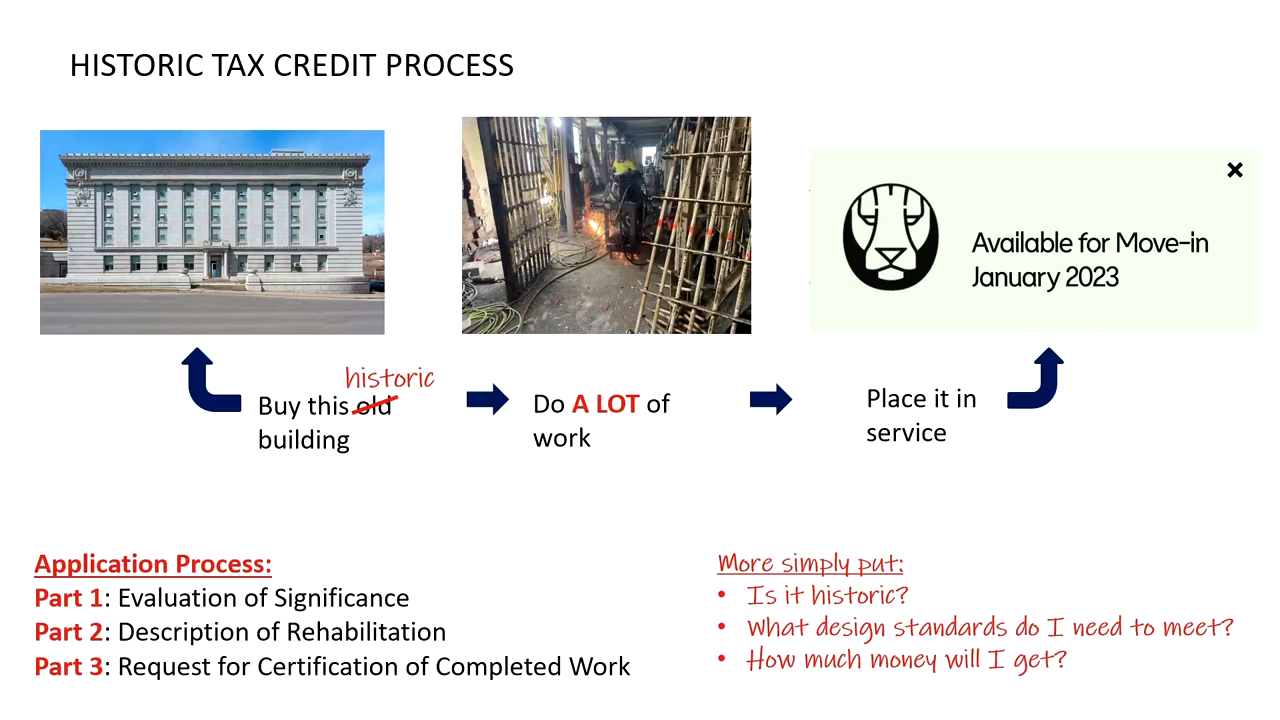 HISTORIC TAX CREDIT PROCESS
Available for Move-in
January 2023
historic
Buy this old
building
Do A LOT of
work
Place it in
service
Application Process:
Part 1: Evaluation of Significance
Part 2: Description of Rehabilitation
Part 3: Request for Certification of Completed Work
More simply put:
• Is it historic?
• What design standards do I need to meet?
• How much money will I get?